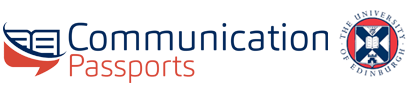 Communication
Passports
THE UNIVERSITY
OF EDINBURGH